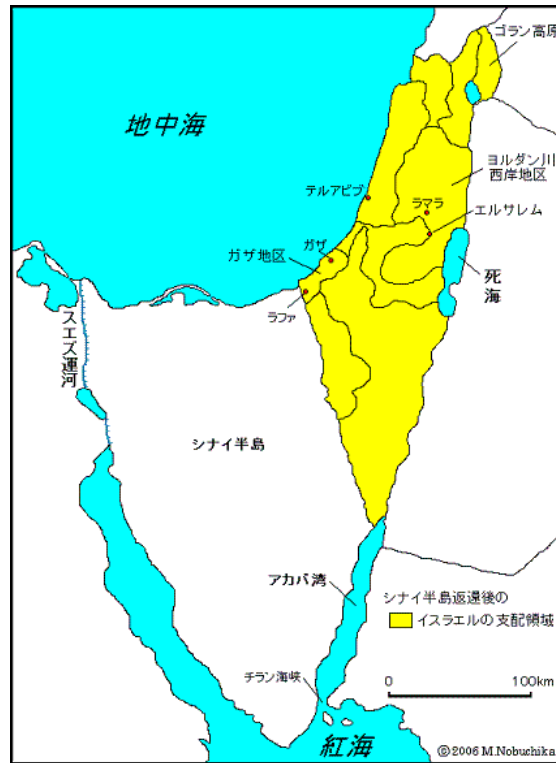 ゴラン高原
地中海
ヨルダン川
西岸地区
テルアビブ
ラマラ
エルサレム
ガザ
ガザ地区
死海
ラファ
スエズ運河
シナイ半島
アカバ湾
シナイ半島返還後の
イスラエルの支配領域
0
100km
チラン海峡
紅海
©2006 M.Nobuchika